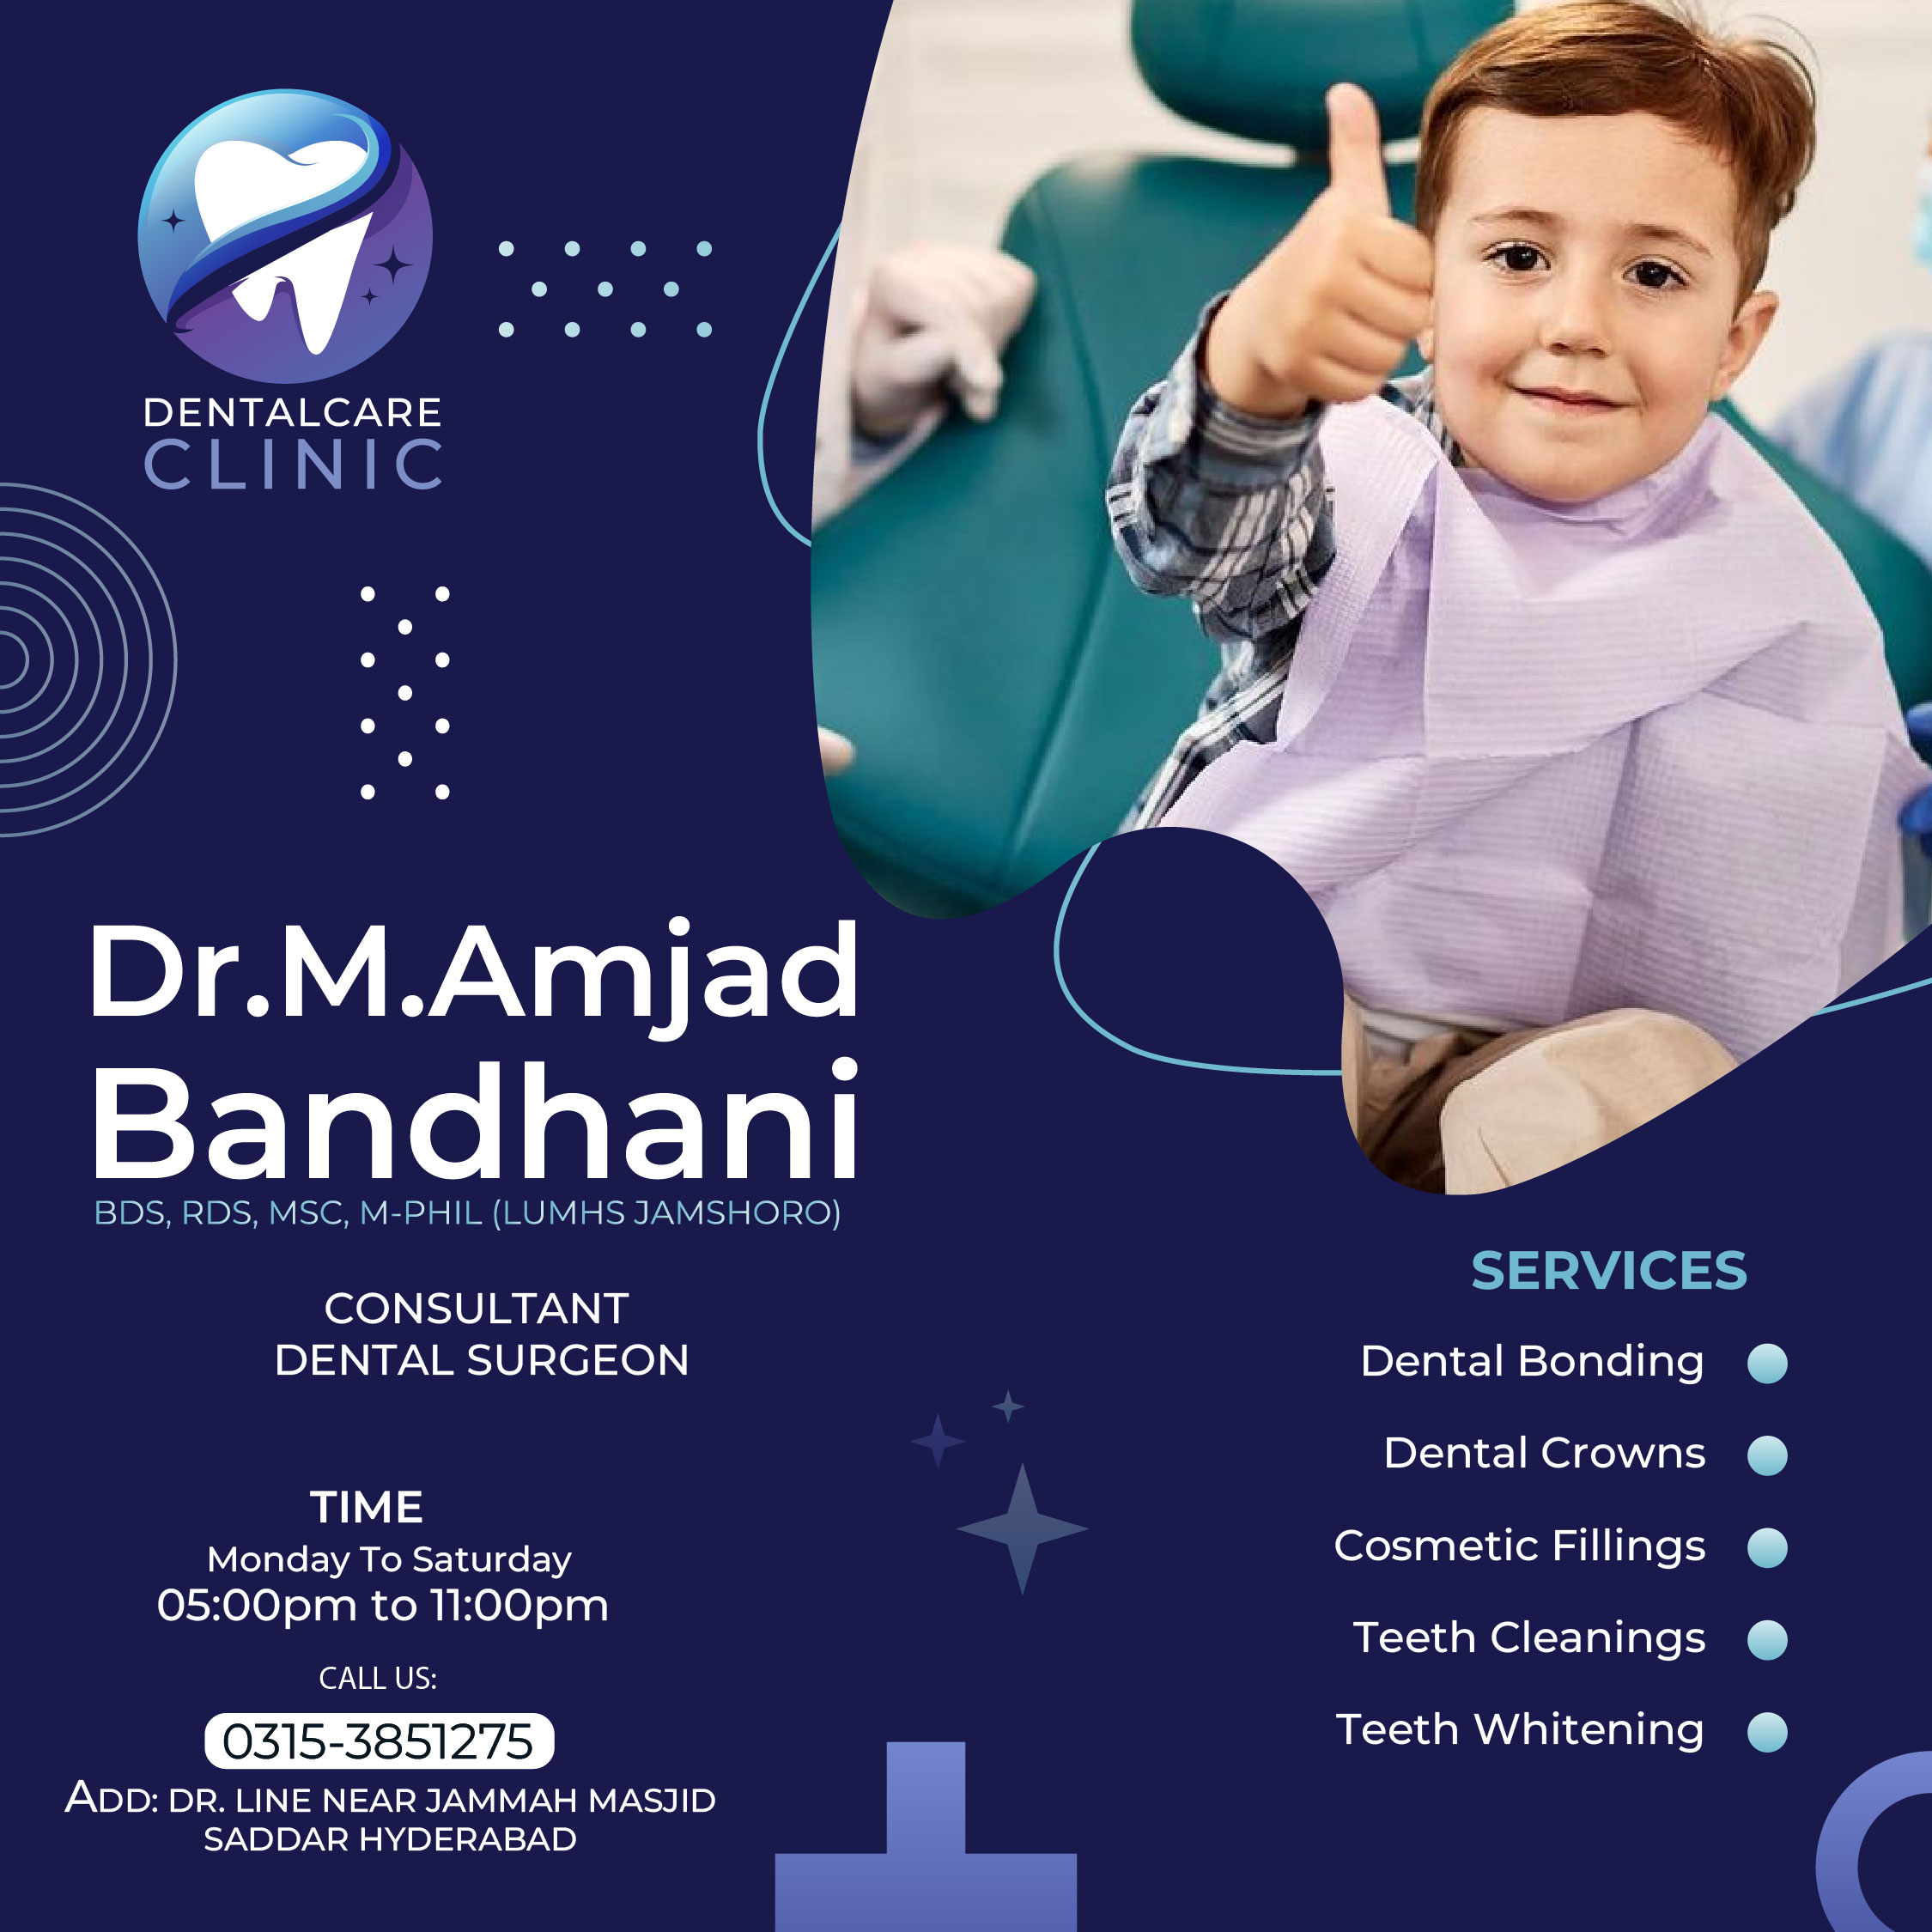 DENTALCARE
CLINIC
Dr.M.Amjad
Bandhani
BDS, RDS, MSC, M-PHIL (LUMHS JAMSHORO)
CONSULTANT
DENTAL SURGEON
TIME
Monday To Saturday
05:00pm to 11:00pm
CALL US:
0315-3851275
ADD: DR. LINE NEAR JAMMAH MASJID
SADDAR HYDERABAD
SERVICES
Dental Bonding
Dental Crowns
Cosmetic Fillings
Teeth Cleanings
Teeth Whitening